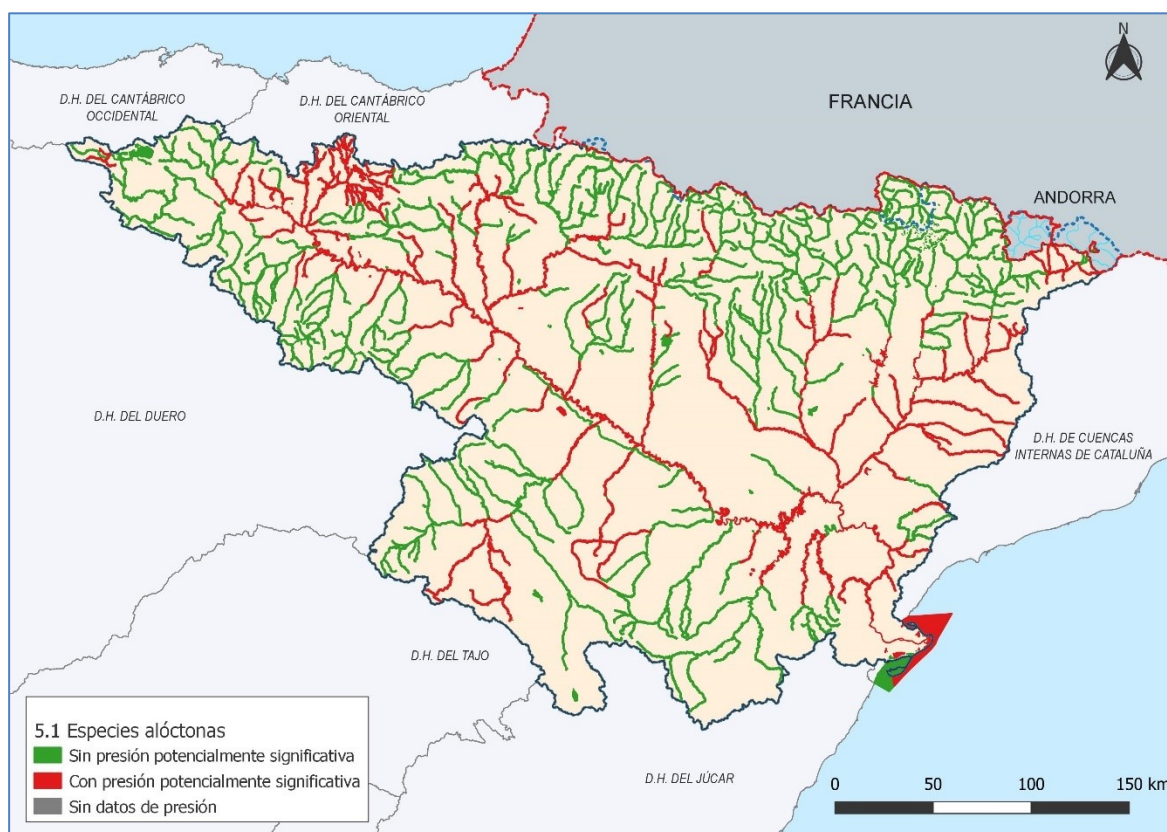 N
D.H. DEL CANTÁBRICO
OCCIDENTAL
D.H. DEL CANTÁBRICO
ORIENTAL
FRANCIA
ANDORRA
D.H. DEL DUERO
D.H. DE CUENCAS
INTERNAS DE CATALUÑA
D.H. DEL TAJO
D.H. DEL JÚCAR
5.1 Especies alóctonas
Sin presión potencialmente significativa
Con presión potencialmente significativa
Sin datos de presión
0 50 100 150 km